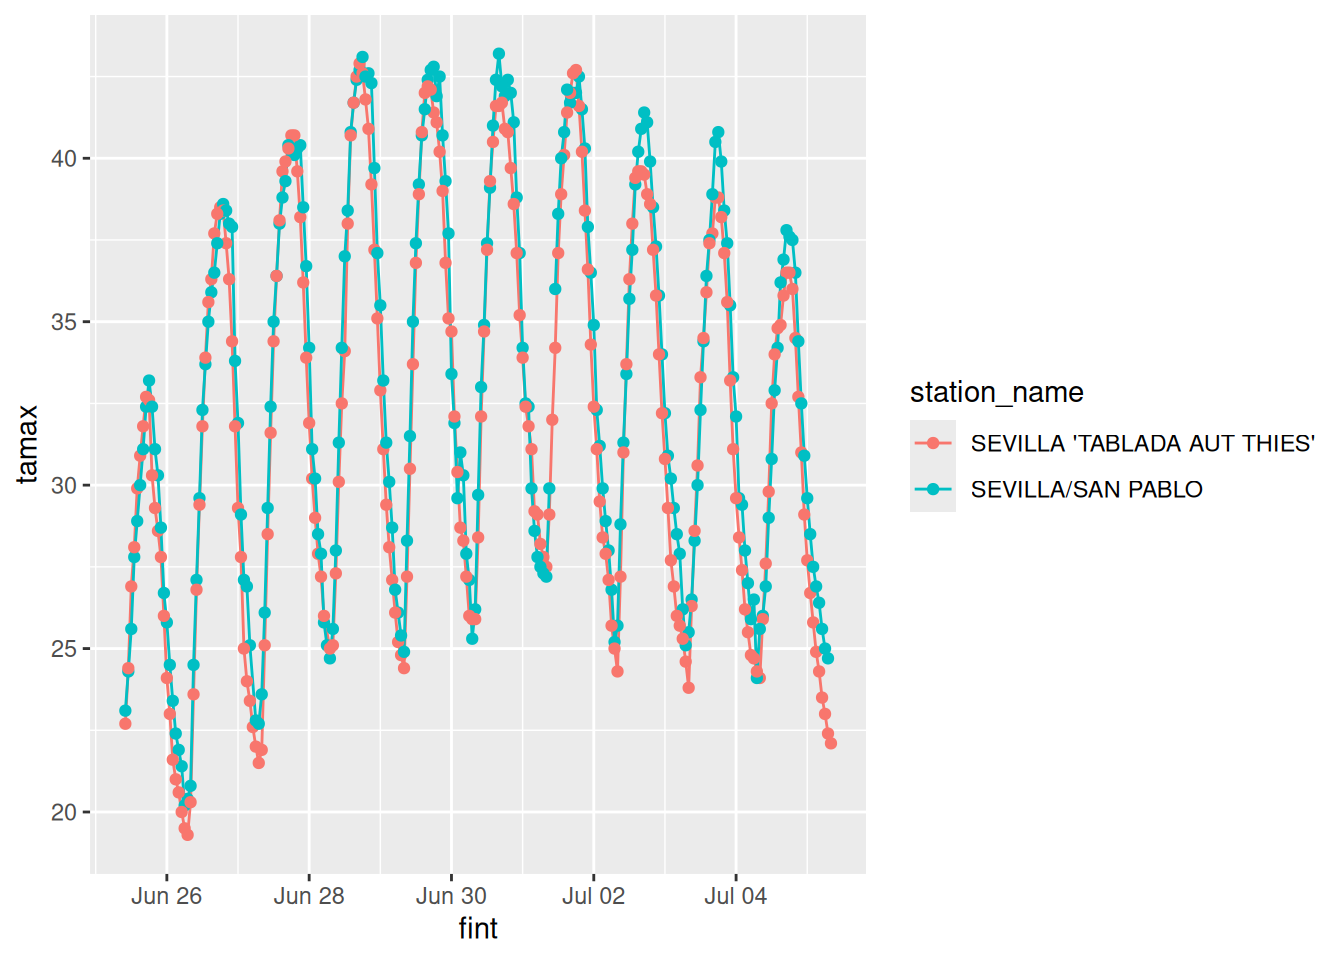 40
35
30
25
20
tamax
Jun 26
Jun 28
Jun 30
Jul 02
Jul 04
fint
station_name
SEVILLA 'TABLADA AUT THIES'
SEVILLA/SAN PABLO